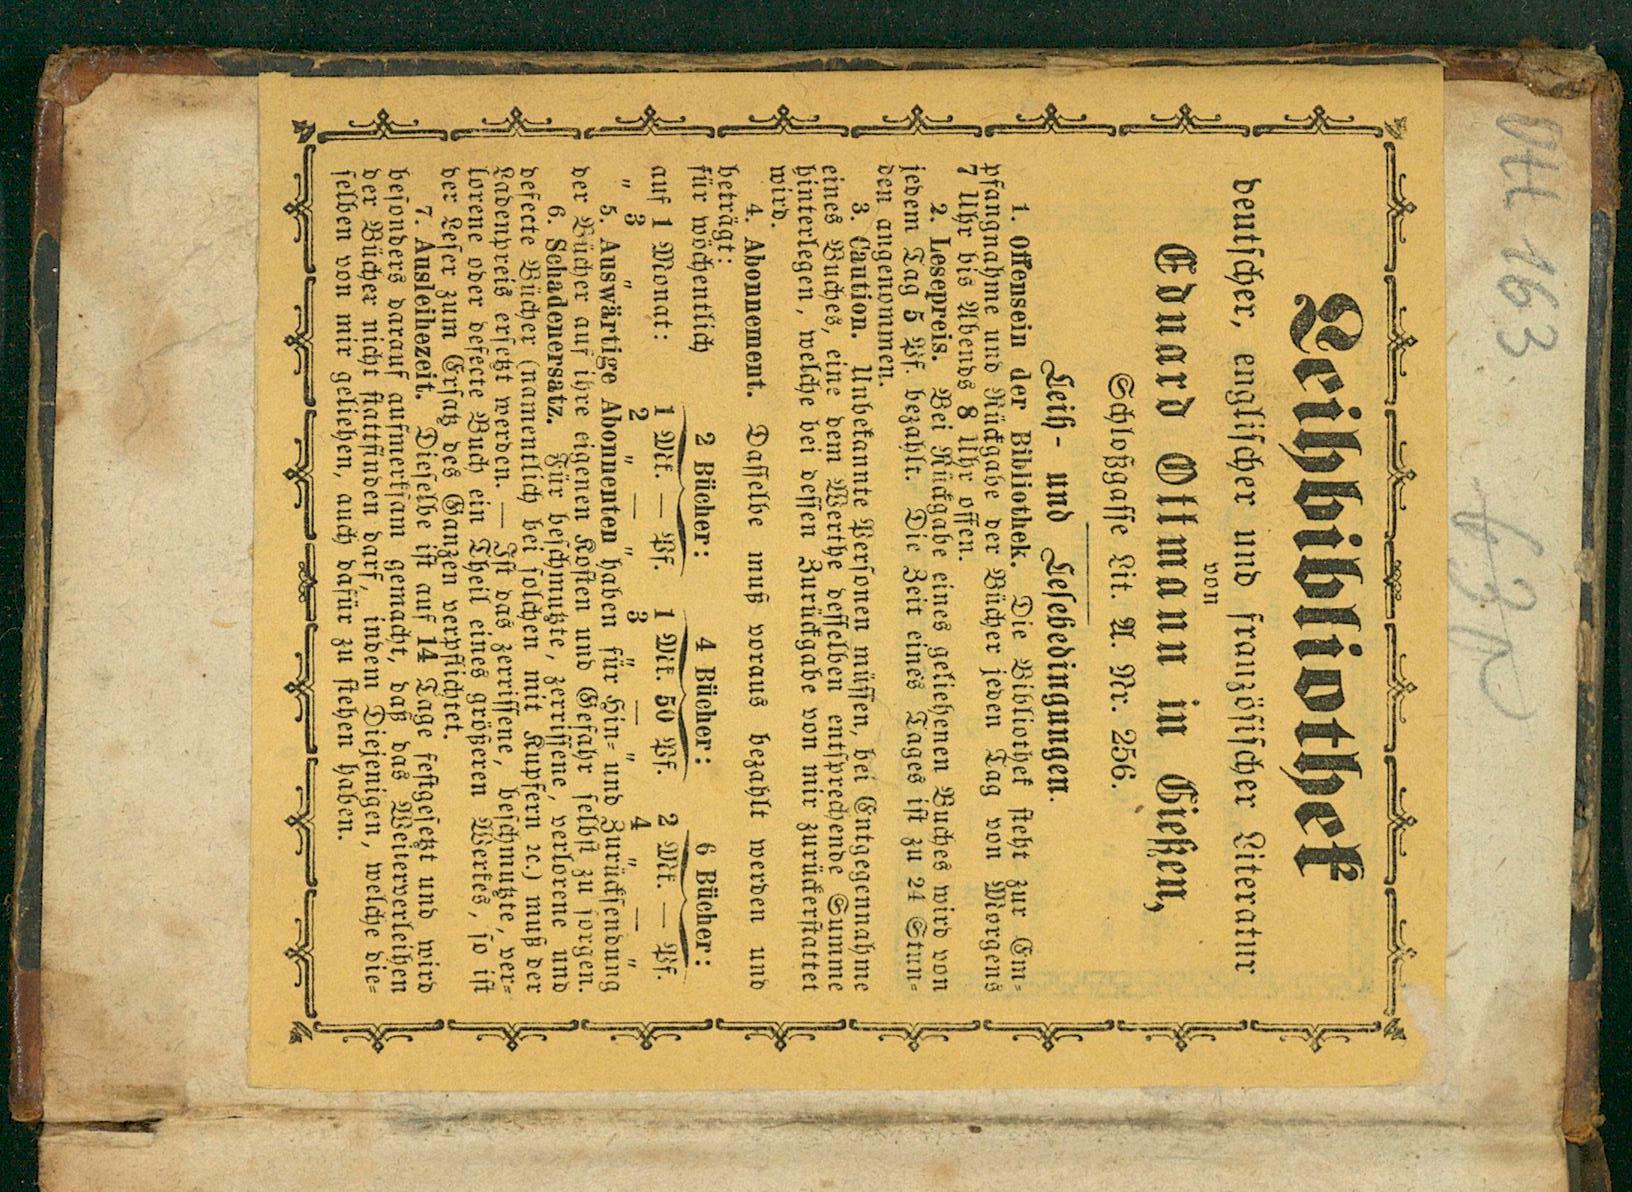 Leihbibliothek
deutscher, englischer und französischer Literatur
von
Eduard Ottmann in Gießen,
Schloßgasse Lit. A. Nr. 256.
Leih- und Lesebedingungen.
1. Offensein der Bibliothek. Die Bibliothek steht zur Em-
pfangnahme und Rückgabe der Bücher jeden Tag von Morgens
7 Uhr bis Abends 8 Uhr offen.
2. Lesepreis. Bei Rückgabe eines geliehenen Buches wird von
jedem Tag 5 Pf. bezahlt. Die Zeit eines Tages ist zu 24 Stun-
den angenommen.
3. Caution. Unbekannte Personen müssen, bei Entgegennahme
eines Buches, eine dem Werthe desselben entsprechende Summe
hinterlegen, welche bei dessen Zurückgabe von mir zurückerstattet
wird.
4. Abonnement. Dasselbe muß voraus bezahlt werden und
beträgt:
für wöchentlich 2 Bücher: 4 Bücher: 6 Bücher:
auf 1 Monat: 1 Mk. — Pf. 1 Mk. 50 Pf. 2 Mk. — Pf.
" 3 " 2 " — " 3 " — " 4 " — "
5. Auswärtige Abonnenten haben für Hin- und Zurücksendung
der Bücher auf ihre eigenen Kosten und Gefahr selbst zu sorgen.
6. Schadenersatz. Für beschmutzte, zerrissene, verlorene und
defecte Bücher (namentlich bei solchen mit Kupfern ꝛc.) muß der
Ladenpreis ersetzt werden. — Ist das zerrissene, beschmutzte, ver-
lorene oder defecte Buch ein Theil eines größeren Werkes, so ist
der Leser zum Ersatz des Ganzen verpflichtet.
7. Ausleihezeit. Dieselbe ist auf 14 Tage festgesetzt und wird
besonders darauf aufmerksam gemacht, daß das Weiterverleihen
der Bücher nicht stattfinden darf, indem Diejenigen, welche die-
selben von mir geliehen, auch dafür zu stehen haben.